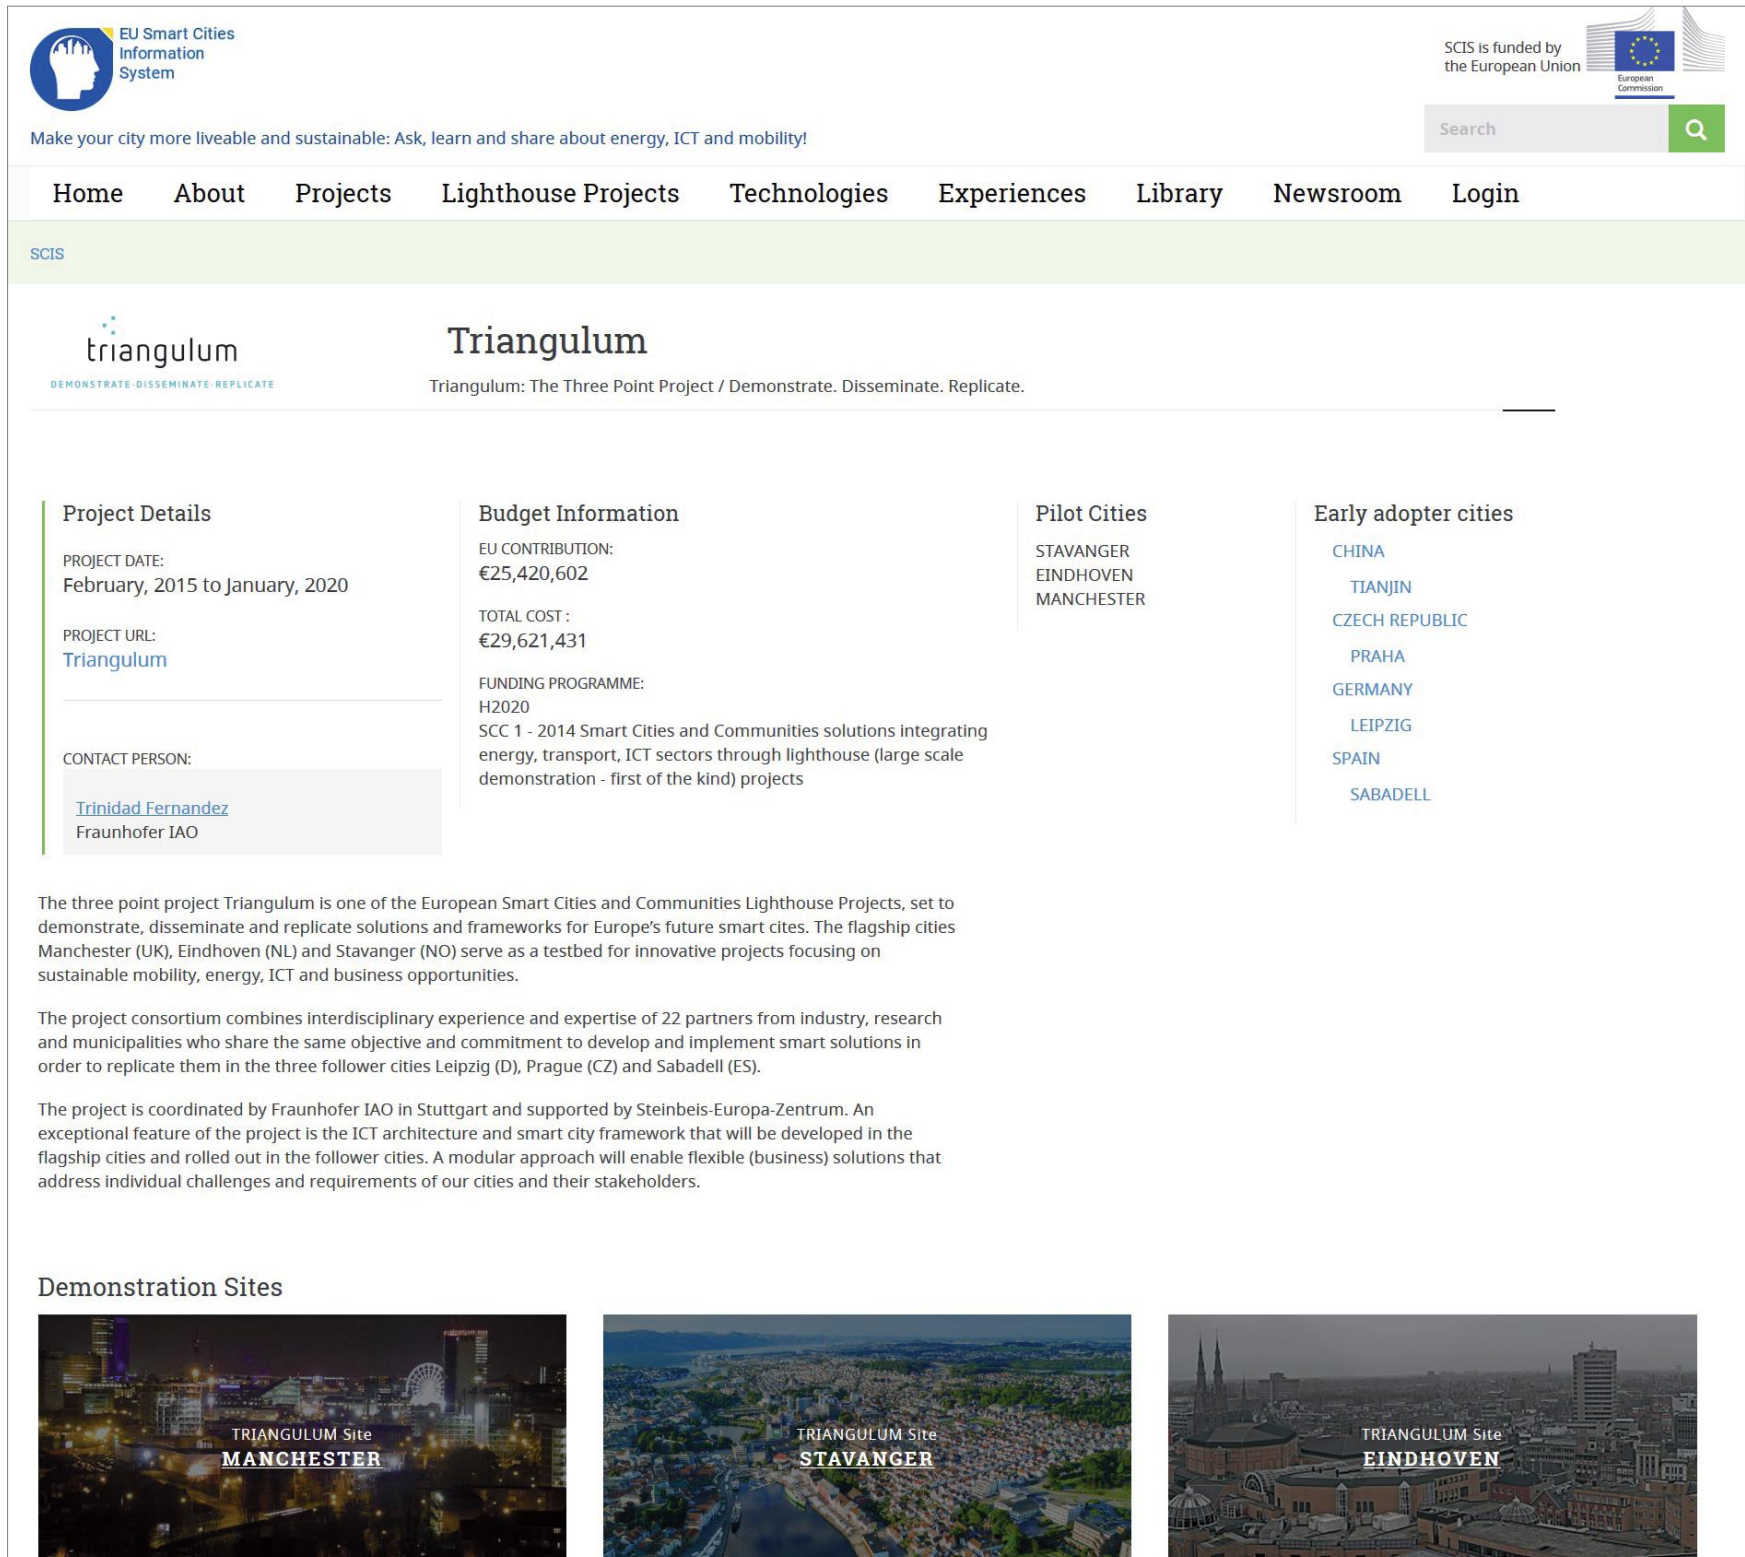 EU Smart Cities
Information
System
SCIS is funded by
the European Union
European
Commission
Make your city more liveable and sustainable: Ask, learn and share about energy, ICT and mobility!
Search
Home About Projects Lighthouse Projects Technologies Experiences Library Newsroom Login
SCIS
triangulum
DEMONSTRATE·DISSEMINATE·REPLICATE
Triangulum
Triangulum: The Three Point Project / Demonstrate. Disseminate. Replicate.
Project Details
PROJECT DATE:
February, 2015 to January, 2020
PROJECT URL:
Triangulum
CONTACT PERSON:
Trinidad Fernandez
Fraunhofer IAO
Budget Information
EU CONTRIBUTION:
€25,420,602
TOTAL COST :
€29,621,431
FUNDING PROGRAMME:
H2020
SCC 1 - 2014 Smart Cities and Communities solutions integrating
energy, transport, ICT sectors through lighthouse (large scale
demonstration - first of the kind) projects
Pilot Cities
STAVANGER
EINDHOVEN
MANCHESTER
Early adopter cities
CHINA
TIANJIN
CZECH REPUBLIC
PRAHA
GERMANY
LEIPZIG
SPAIN
SABADELL
The three point project Triangulum is one of the European Smart Cities and Communities Lighthouse Projects, set to
demonstrate, disseminate and replicate solutions and frameworks for Europe’s future smart cites. The flagship cities
Manchester (UK), Eindhoven (NL) and Stavanger (NO) serve as a testbed for innovative projects focusing on
sustainable mobility, energy, ICT and business opportunities.
The project consortium combines interdisciplinary experience and expertise of 22 partners from industry, research
and municipalities who share the same objective and commitment to develop and implement smart solutions in
order to replicate them in the three follower cities Leipzig (D), Prague (CZ) and Sabadell (ES).
The project is coordinated by Fraunhofer IAO in Stuttgart and supported by Steinbeis-Europa-Zentrum. An
exceptional feature of the project is the ICT architecture and smart city framework that will be developed in the
flagship cities and rolled out in the follower cities. A modular approach will enable flexible (business) solutions that
address individual challenges and requirements of our cities and their stakeholders.
Demonstration Sites
TRIANGULUM Site
MANCHESTER
TRIANGULUM Site
STAVANGER
TRIANGULUM Site
EINDHOVEN